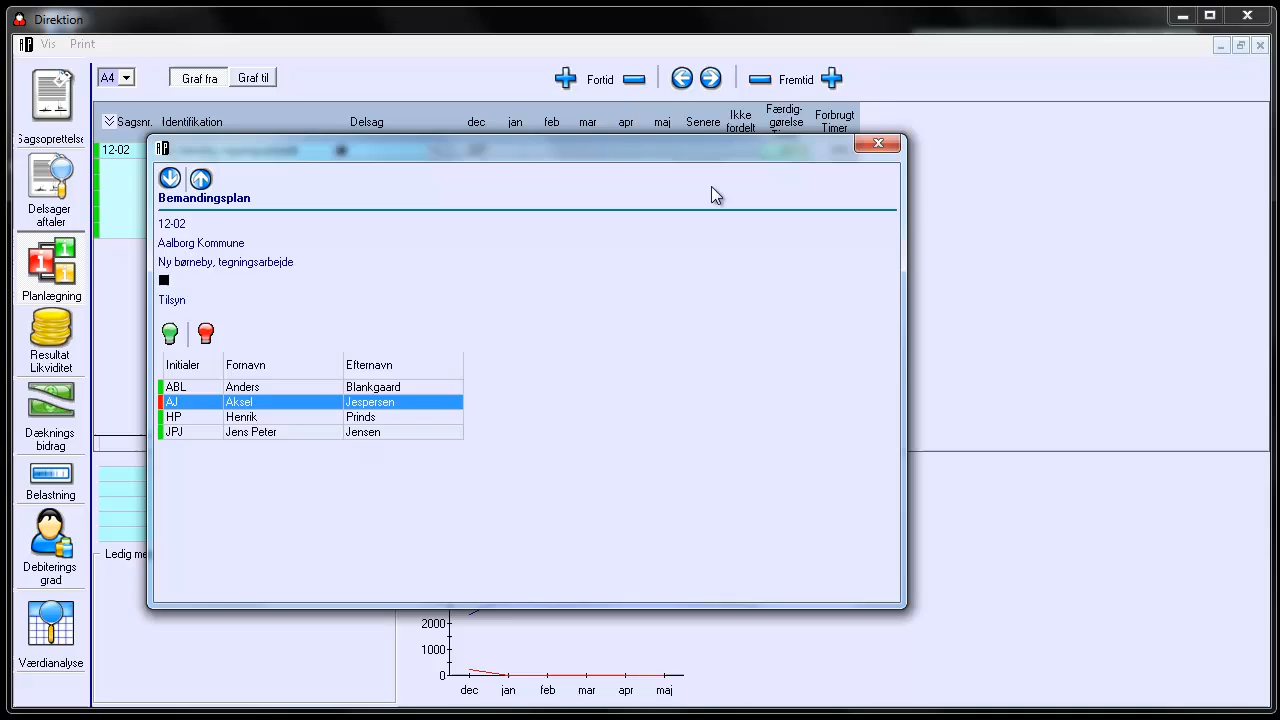 Direktion
Vis Print
A4 Graf fra Graf til Fortid Fremtid
Sagsoprettelse
Delsager
aftaler
Planlægning
Resultat
Likviditet
Dæknings
bidrag
Belastning
Debiterings
grad
Værdianalyse
Sagsnr. Identifikation Delsag dec jan feb mar apr maj Senere Ikke fordelt Færdig-gørelse Forbrugt Timer
12-02
Bemandingsplan
12-02
Aalborg Kommune
Ny børneby, tegningsarbejde
Tilsyn
Initialer Fornavn Efternavn
ABL Anders Blankgaard
AJ Aksel Jespersen
HP Henrik Prinds
JPJ Jens Peter Jensen
Ledig me
2000
1000
0
dec jan feb mar apr maj